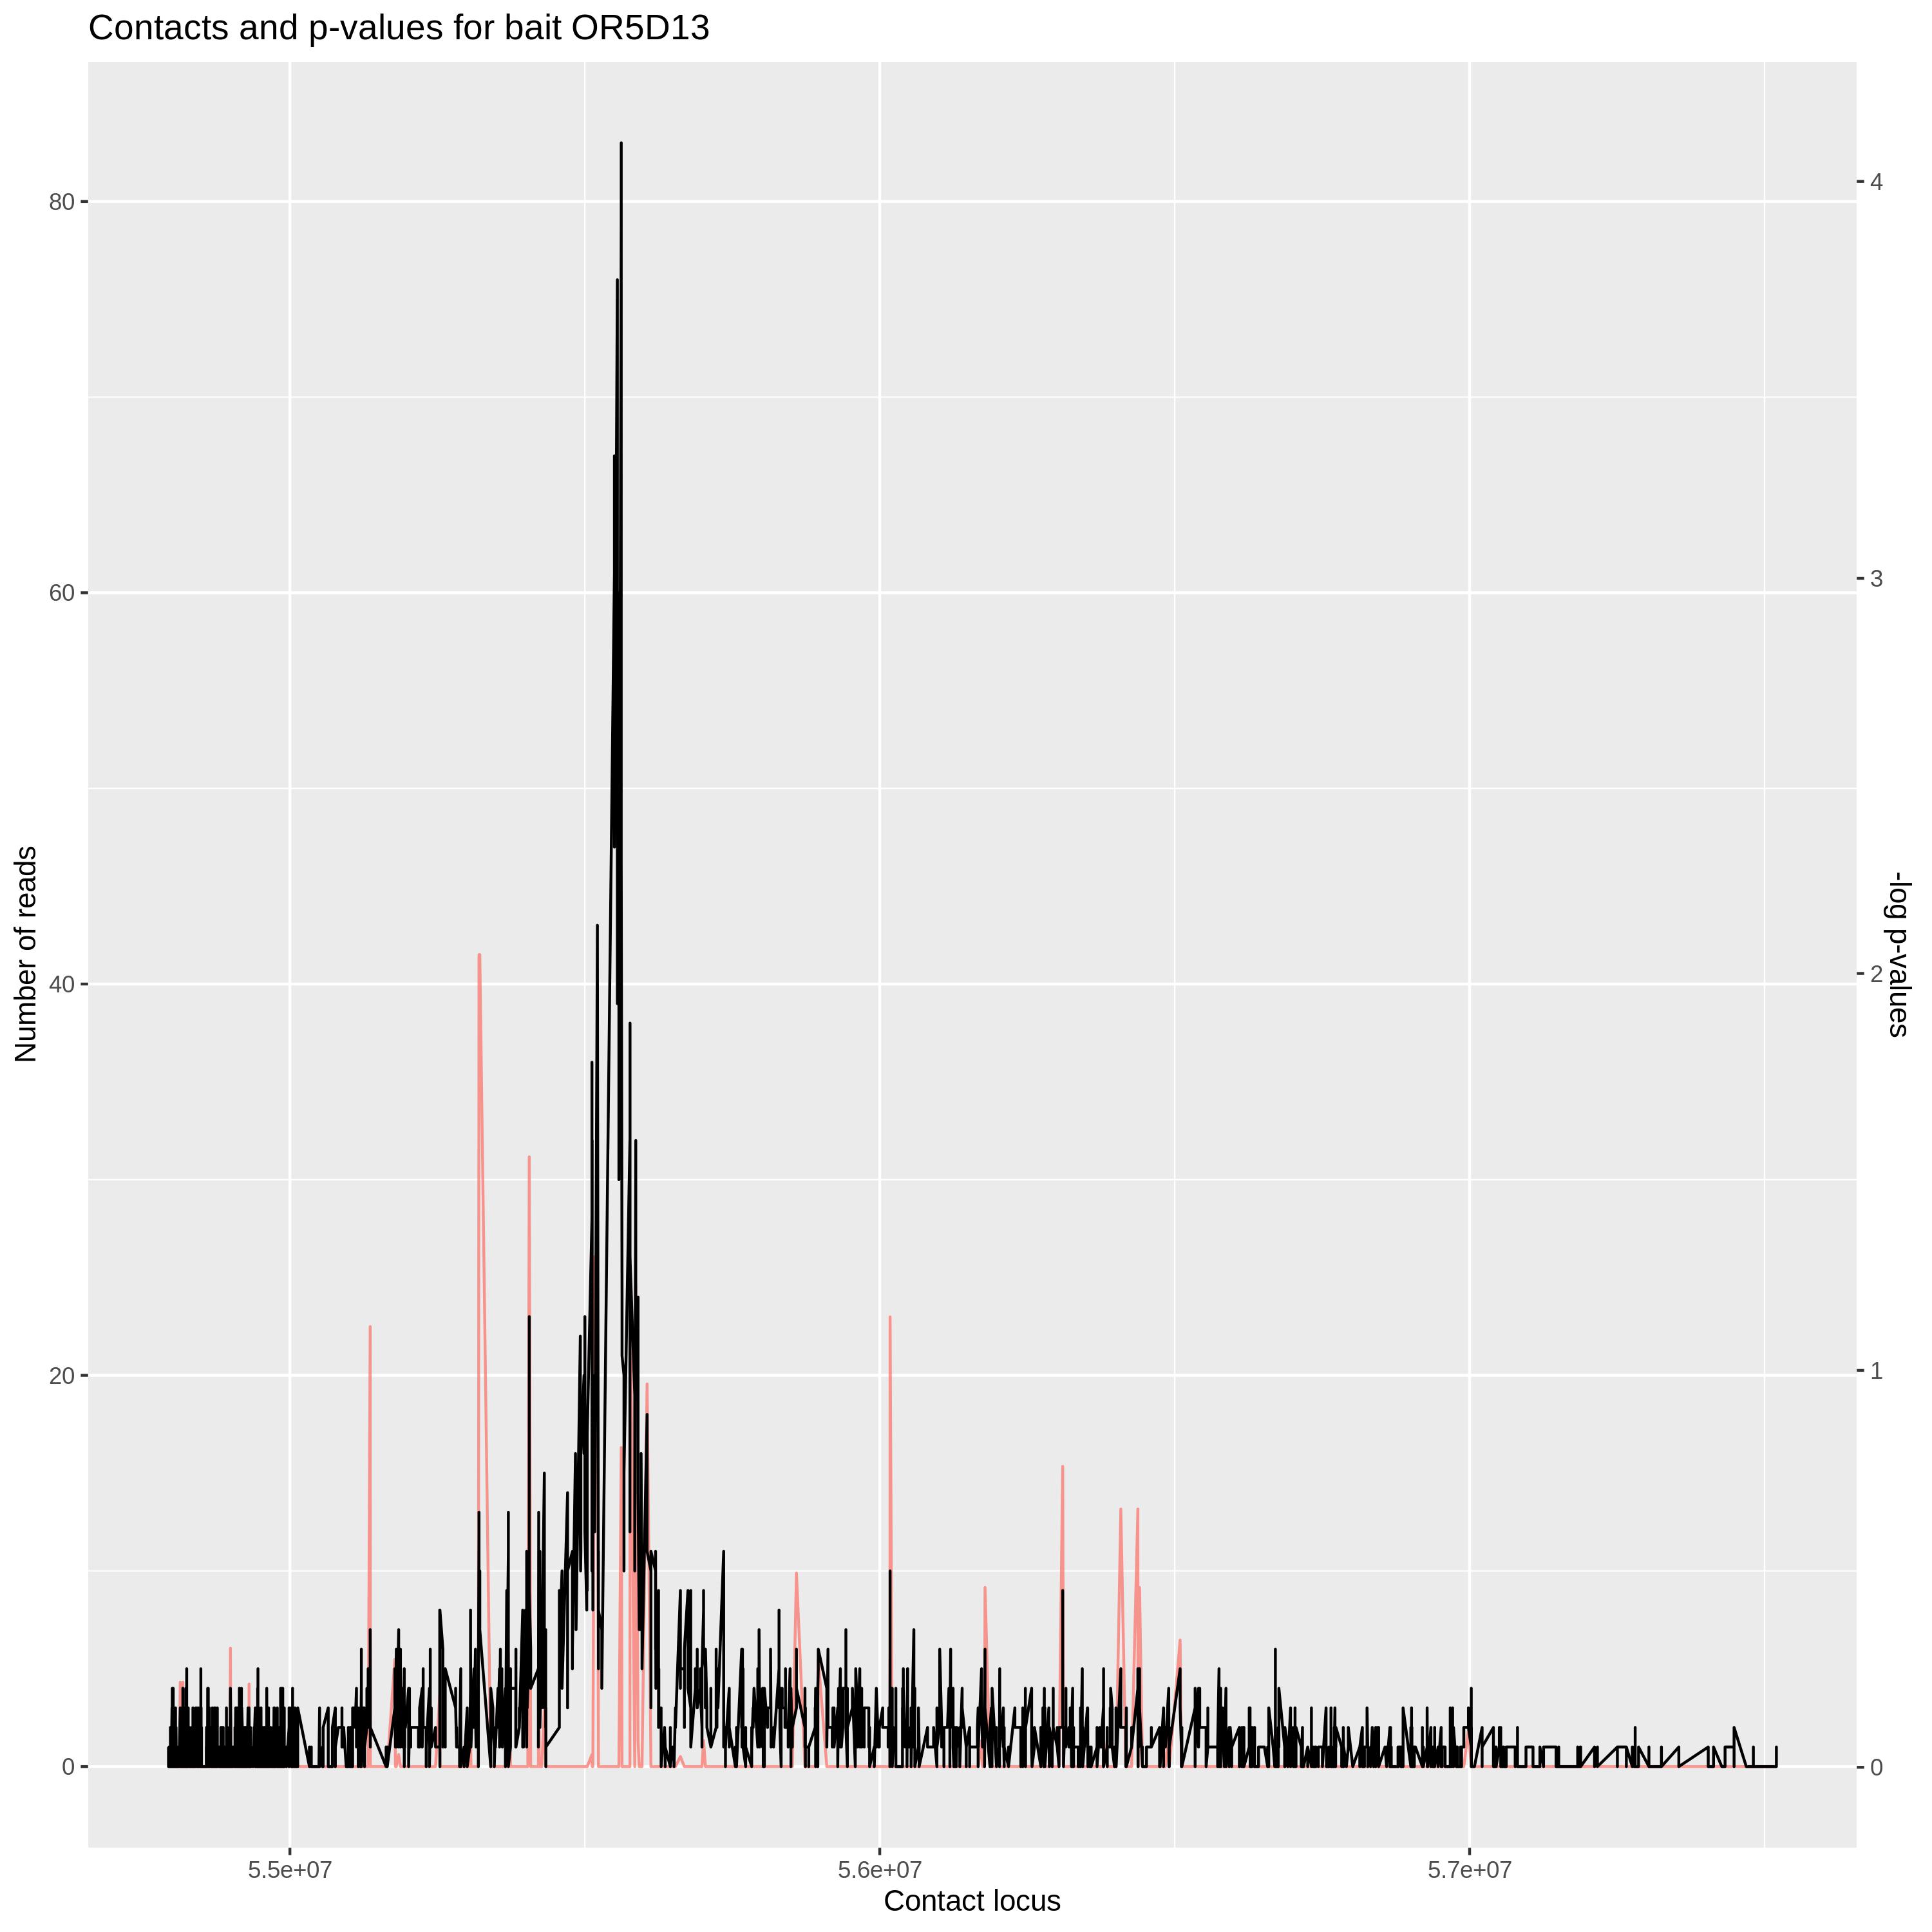 Contacts and p-values for bait OR5D13
80
60
40
20
0
4
3
2
1
0
Number of reads
-log p-values
5.5e+07 5.6e+07 5.7e+07
Contact locus